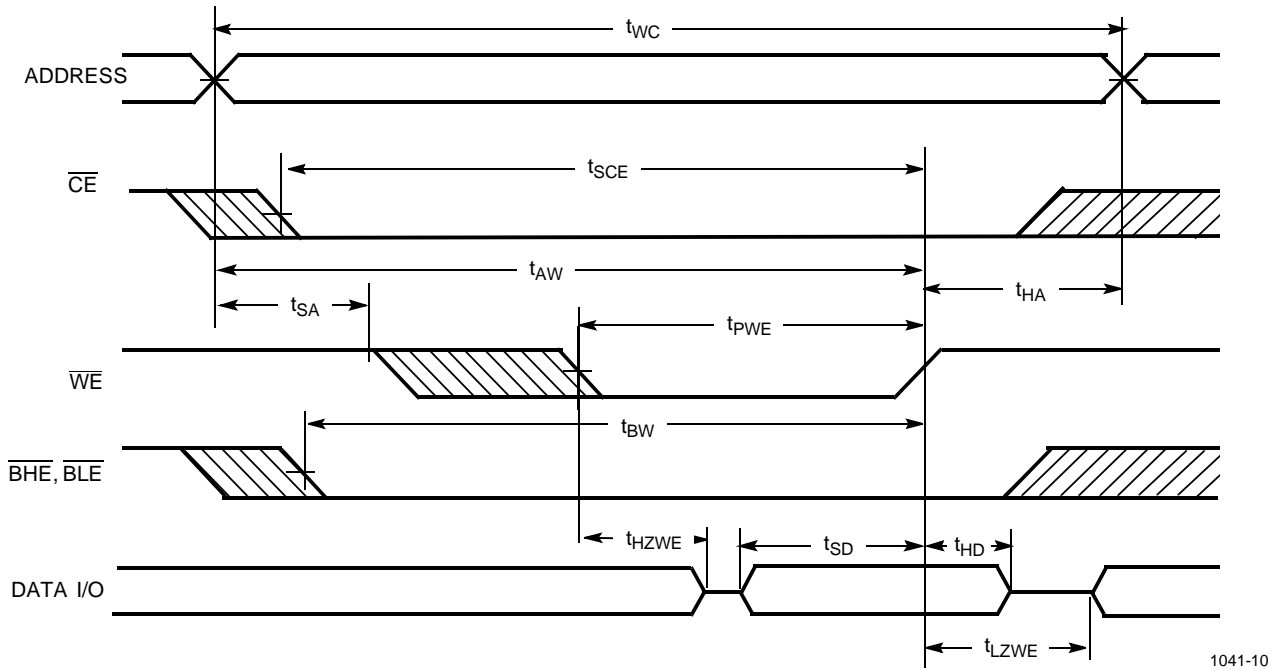 tWC
ADDRESS
tSCE
CE
tAW
tHA
tSA
tPWE
WE
tBW
BHE, BLE
tHZWE
tSD
tHD
DATA I/O
tLZWE
1041-10